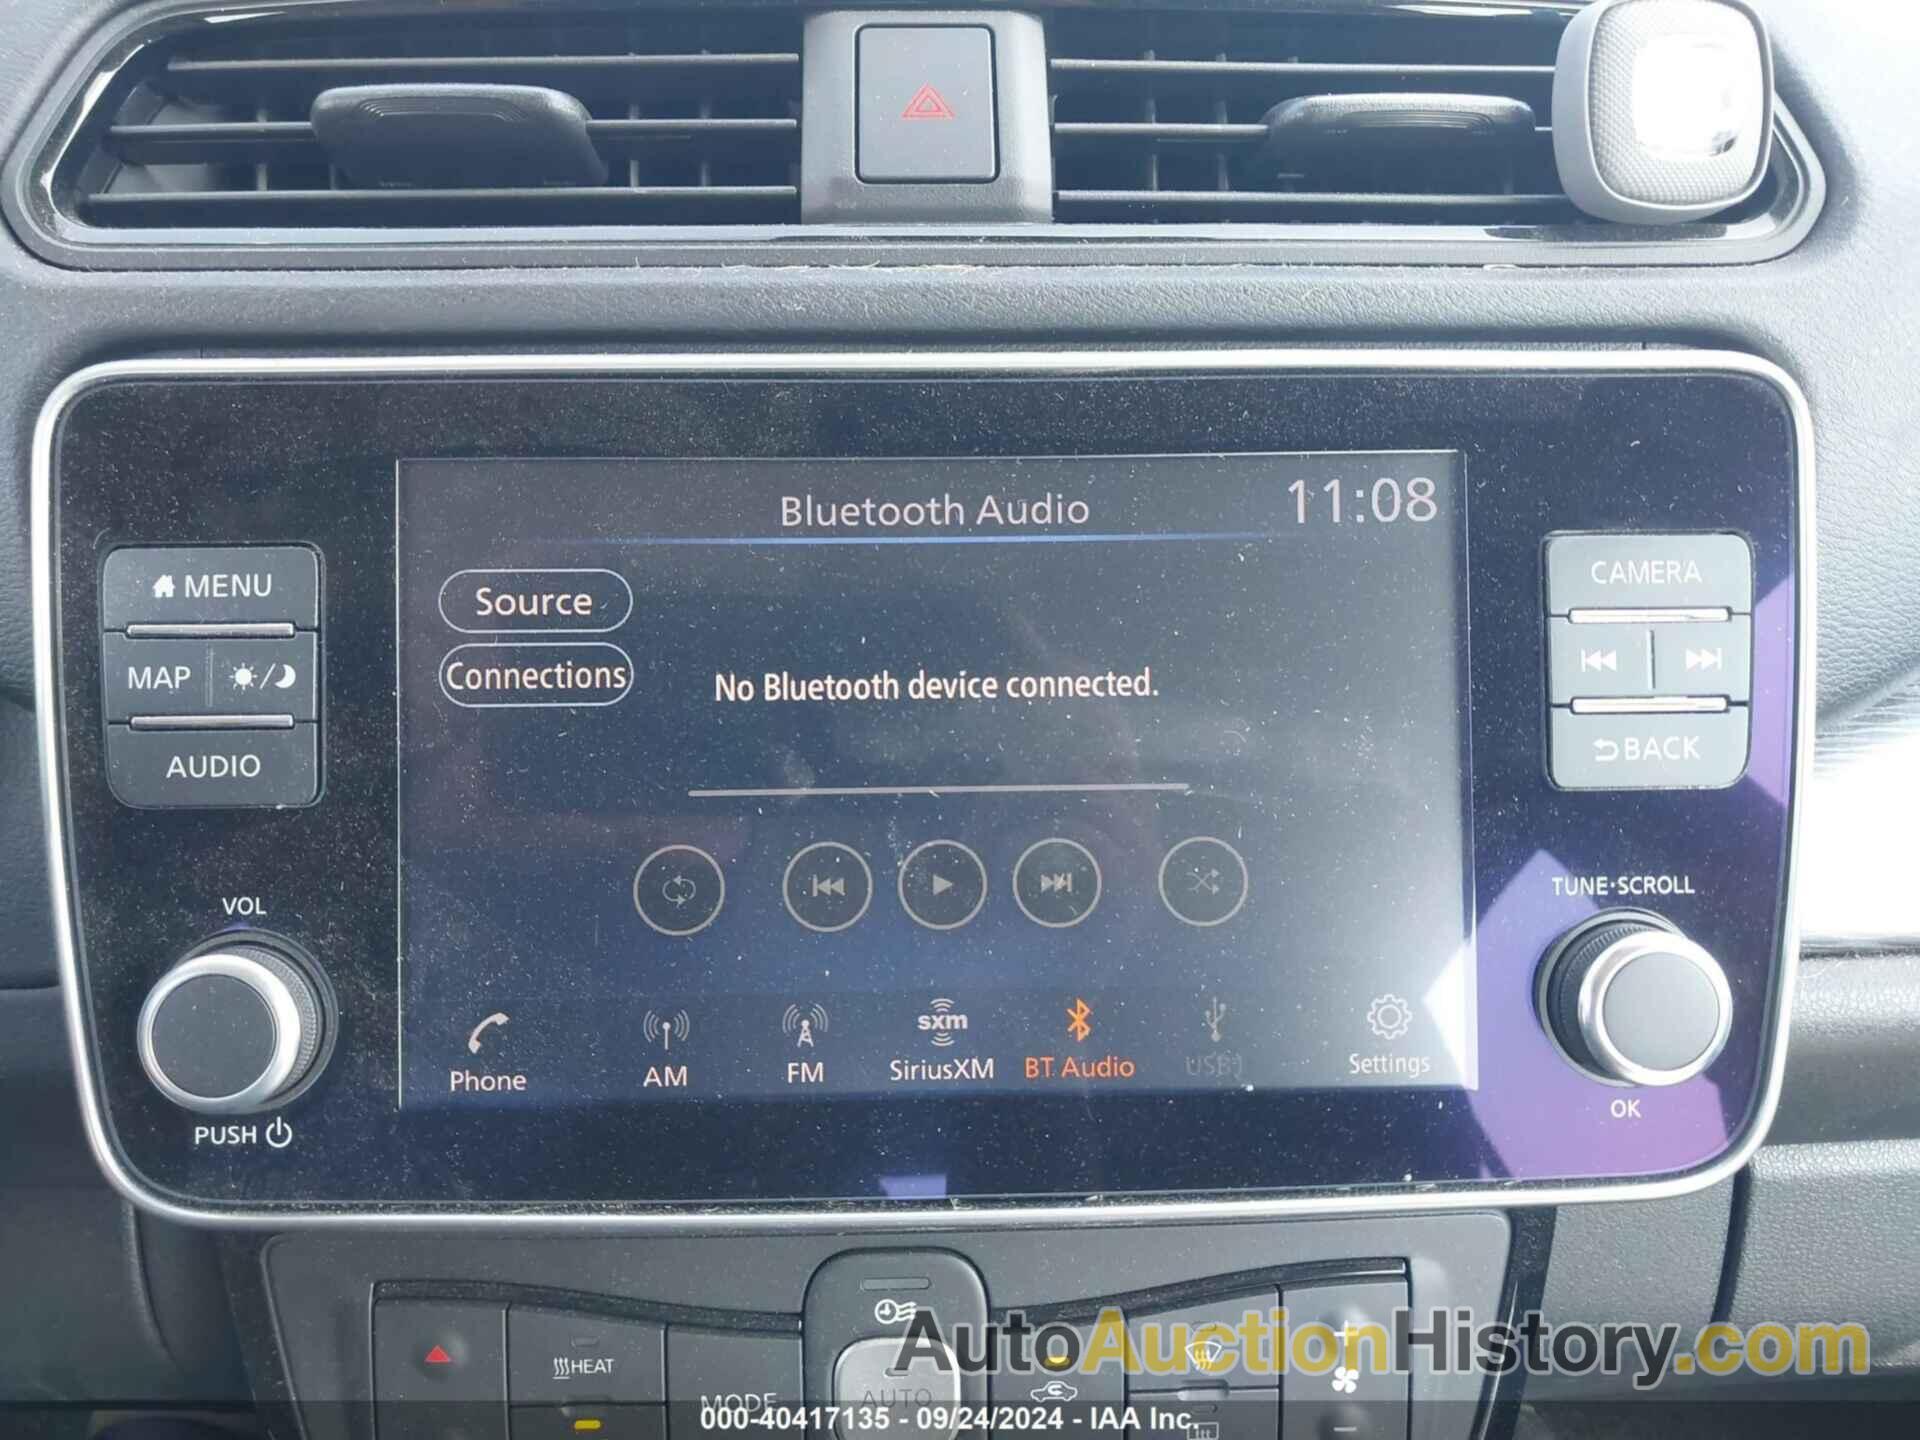 Bluetooth Audio
11:08
MENU
MAP
AUDIO
Source
Connections
No Bluetooth device connected.
CAMERA
BACK
VOL
PUSH
TUNE·SCROLL
OK
sxm
Phone
AM
FM
SiriusXM
BT Audio
Settings
HEAT
MODE
AUTO
AutoAuctionHistory.com
000-40417135 - 09/24/2024 - IAA Inc.